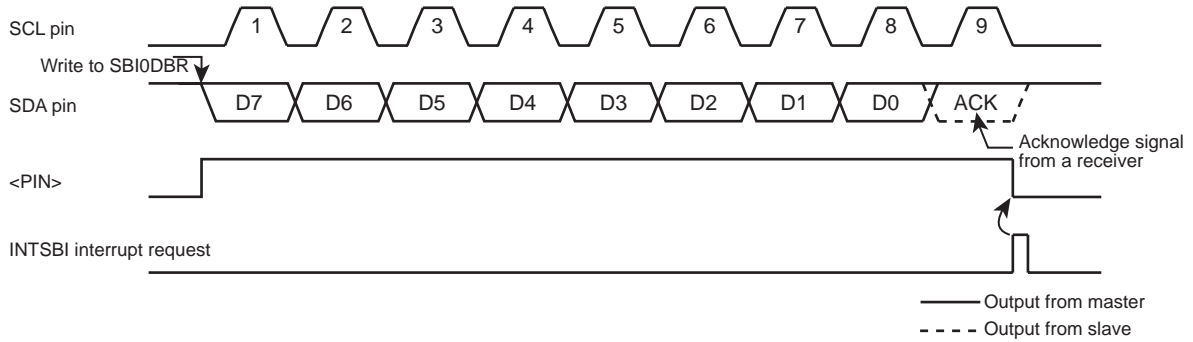 SCL pin
1 2 3 4 5 6 7 8 9
Write to SBI0DBR
SDA pin
D7 D6 D5 D4 D3 D2 D1 D0 ACK
Acknowledge signal
from a receiver
<PIN>
INTSBI interrupt request
Output from master
Output from slave